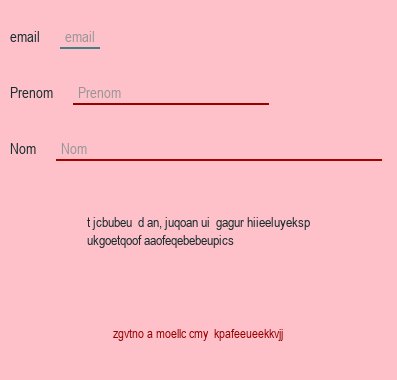 email email
Prenom Prenom
Nom Nom
t jcbubeu d an, juqoan ui gagur hiieeluyeksp
ukgoetqoof aaofeqebebeupics
zgvtno a moellc cmy kpafeeueekkvjj